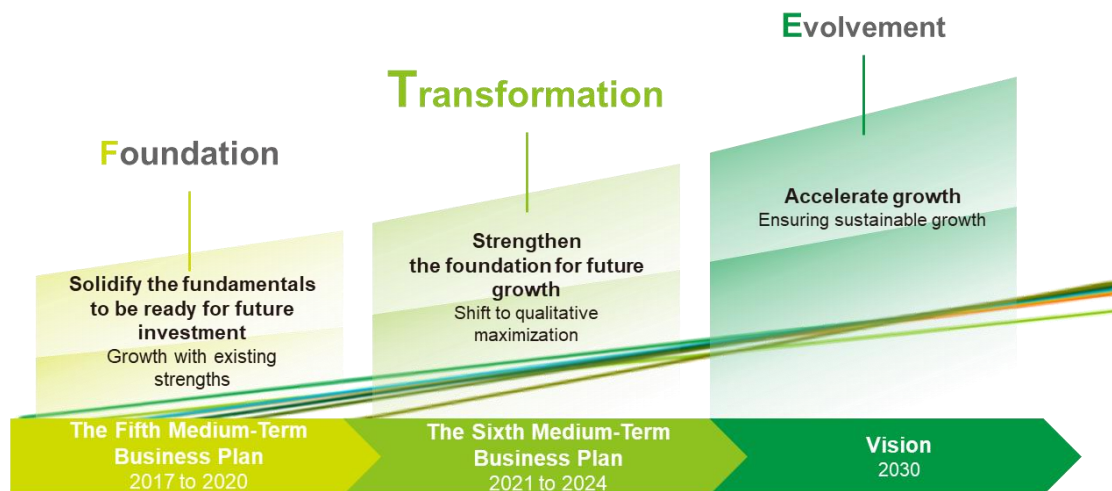 Foundation
Solidify the fundamentals
to be ready for future
investment
Growth with existing
strengths
The Fifth Medium-Term
Business Plan
2017 to 2020
Transformation
Strengthen
the foundation for future
growth
Shift to qualitative
maximization
The Sixth Medium-Term
Business Plan
2021 to 2024
Evolvement
Accelerate growth
Ensuring sustainable growth
Vision
2030